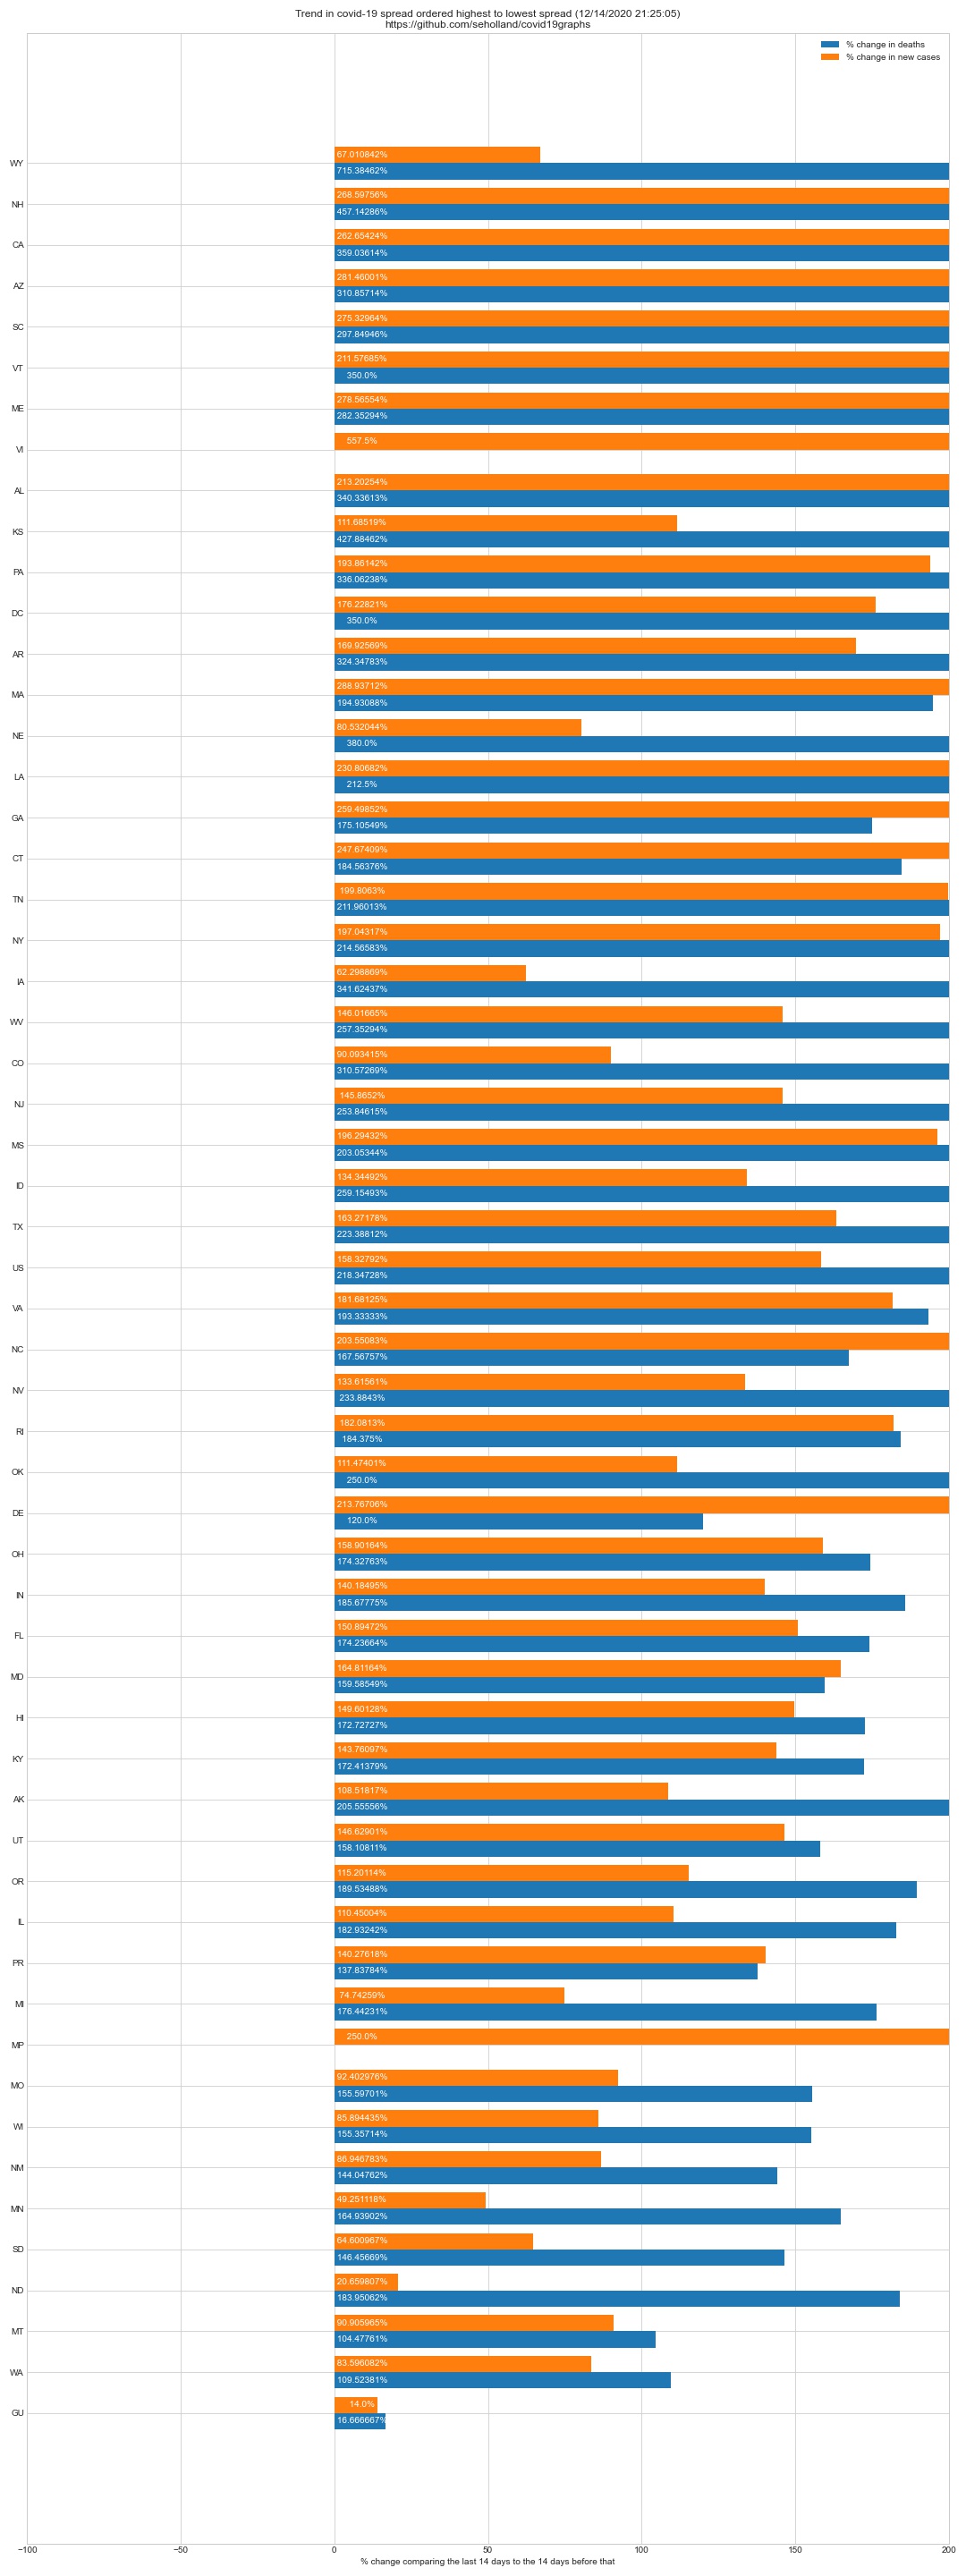 Trend in covid-19 spread ordered highest to lowest spread (12/14/2020 21:25:05)
https://github.com/seholland/covid19graphs
% change in deaths
% change in new cases
67.010842%
WY
715.38462%
268.59756%
NH
457.14286%
262.65424%
CA
359.03614%
281.46001%
AZ
310.85714%
275.32964%
SC
297.84946%
211.57685%
VT
350.0%
278.56554%
ME
282.35294%
557.5%
VI
213.20254%
AL
340.33613%
111.68519%
KS
427.88462%
193.86142%
PA
336.06238%
176.22821%
DC
350.0%
169.92569%
AR
324.34783%
288.93712%
MA
194.93088%
80.532044%
NE
380.0%
230.80682%
LA
212.5%
259.49852%
GA
175.10549%
247.67409%
CT
184.56376%
199.8063%
TN
211.96013%
197.04317%
NY
214.56583%
62.298869%
IA
341.62437%
146.01665%
WV
257.35294%
90.093415%
CO
310.57269%
145.8652%
NJ
253.84615%
196.29432%
MS
203.05344%
134.34492%
ID
259.15493%
163.27178%
TX
223.38812%
158.32792%
US
218.34728%
181.68125%
VA
193.33333%
203.55083%
NC
167.56757%
133.61561%
NV
233.8843%
182.0813%
RI
184.375%
111.47401%
OK
250.0%
213.76706%
DE
120.0%
158.90164%
OH
174.32763%
140.18495%
IN
185.67775%
150.89472%
FL
174.23664%
164.81164%
MD
159.58549%
149.60128%
HI
172.72727%
143.76097%
KY
172.41379%
108.51817%
AK
205.55556%
146.62901%
UT
158.10811%
115.20114%
OR
189.53488%
110.45004%
IL
182.93242%
140.27618%
PR
137.83784%
74.74259%
MI
176.44231%
250.0%
MP
92.402976%
MO
155.59701%
85.894435%
WI
155.35714%
86.946783%
NM
144.04762%
49.251118%
MN
164.93902%
64.600967%
SD
146.45669%
20.659807%
ND
183.95062%
90.905965%
MT
104.47761%
83.596082%
WA
109.52381%
14.0%
GU
16.666667%
−100 −50 0 50 100 150 200
% change comparing the last 14 days to the 14 days before that